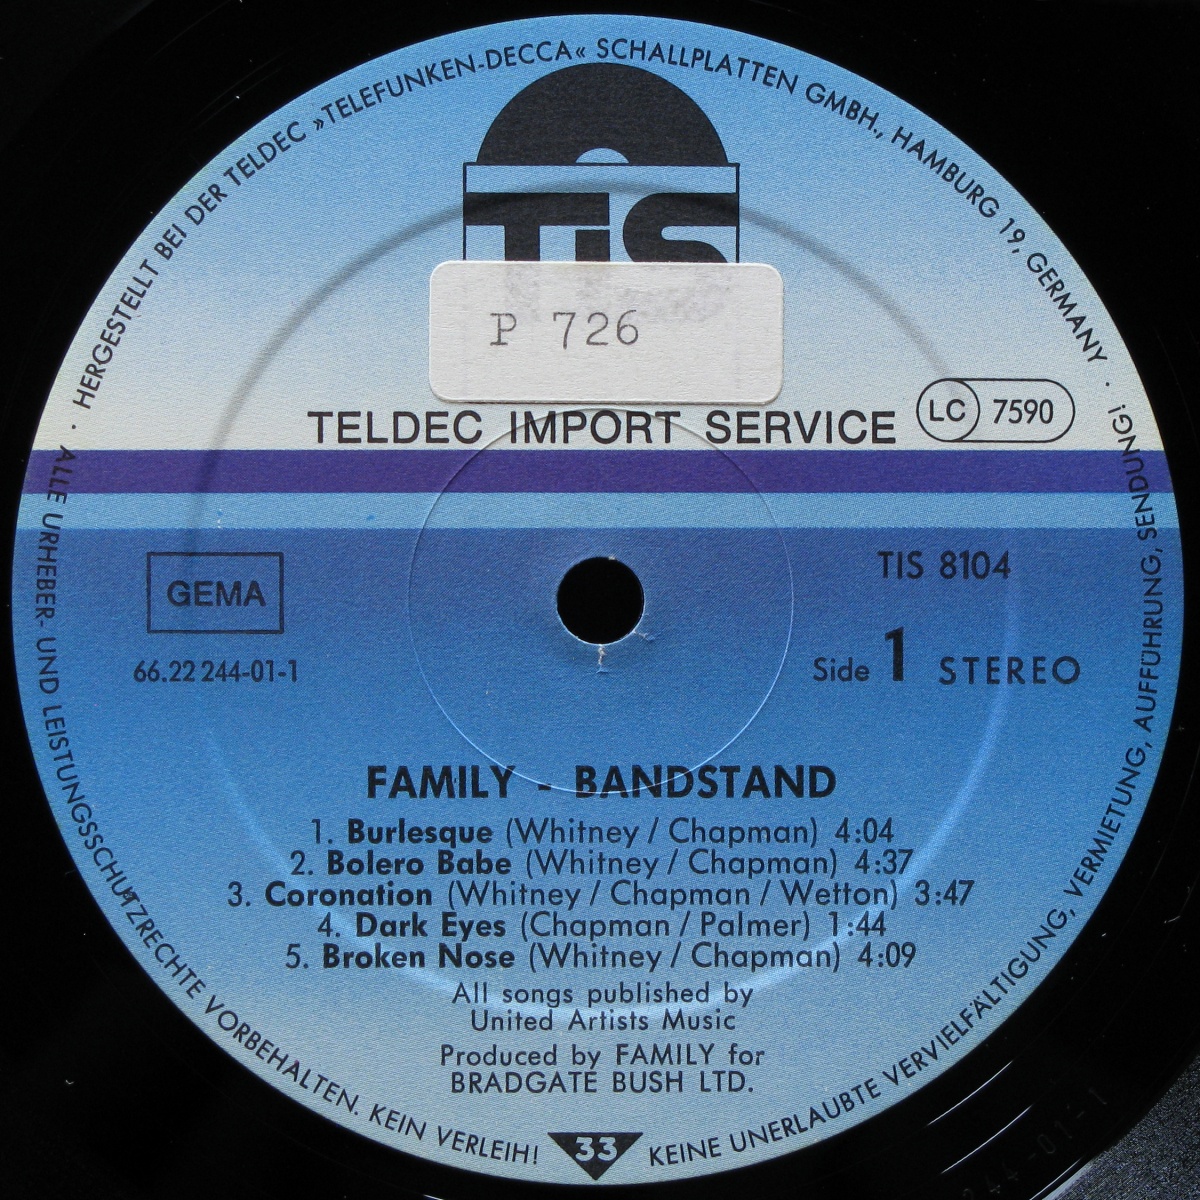 HERGESTELLT BEI DER TELDEC »TELEFUNKEN-DECCA« SCHALLPLATTEN GMBH., HAMBURG 19, GERMANY ·
TiS
P 726
TELDEC IMPORT SERVICE
LC 7590
GEMA
TIS 8104
66.22 244-01-1
Side 1 STEREO
FAMILY - BANDSTAND
1. Burlesque (Whitney / Chapman) 4:04
2. Bolero Babe (Whitney / Chapman) 4:37
3. Coronation (Whitney / Chapman / Wetton) 3:47
4. Dark Eyes (Chapman / Palmer) 1:44
5. Broken Nose (Whitney / Chapman) 4:09
All songs published by
United Artists Music
Produced by FAMILY for
BRADGATE BUSH LTD.
· ALLE URHEBER- UND LEISTUNGSSCHUTZRECHTE VORBEHALTEN. KEIN VERLEIH! 33 KEINE UNERLAUBTE VERVIELFÄLTIGUNG, VERMIETUNG, AUFFÜHRUNG, SENDUNG!